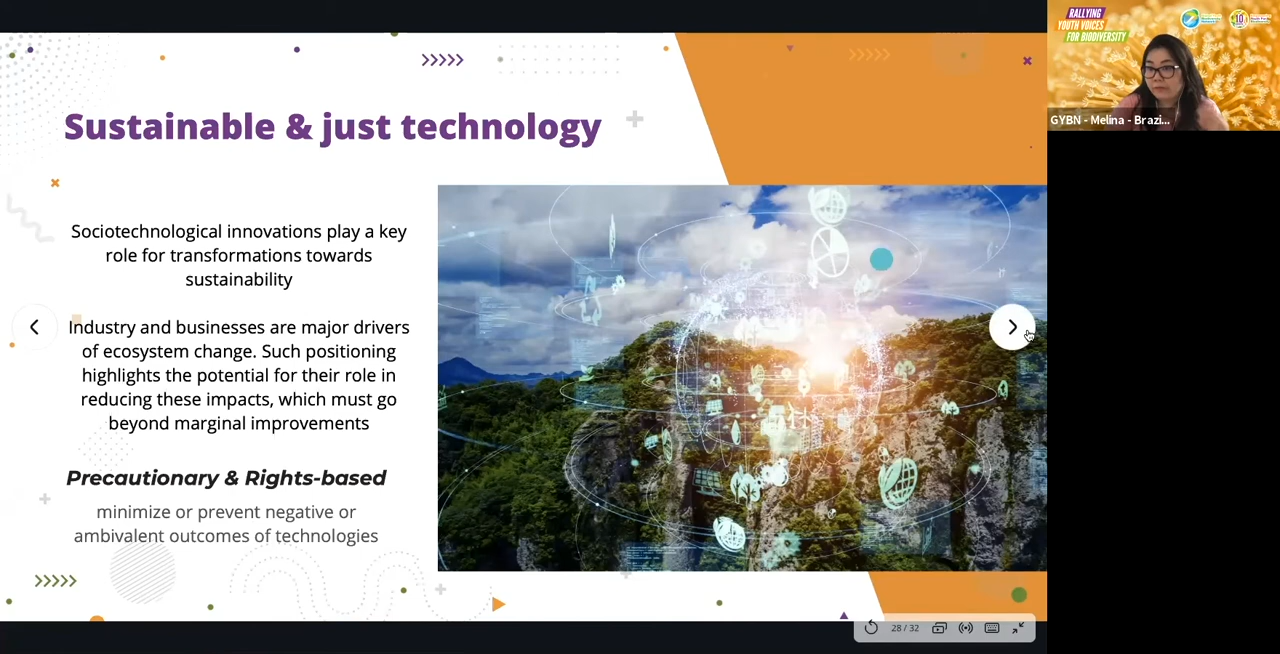 RALLYING
YOUTH VOICES
FOR BIODIVERSITY
GYBN - Melina - Brazi...
Sustainable & just technology
Sociotechnological innovations play a key
role for transformations towards
sustainability
Industry and businesses are major drivers
of ecosystem change. Such positioning
highlights the potential for their role in
reducing these impacts, which must go
beyond marginal improvements
Precautionary & Rights-based
minimize or prevent negative or
ambivalent outcomes of technologies
28 / 32